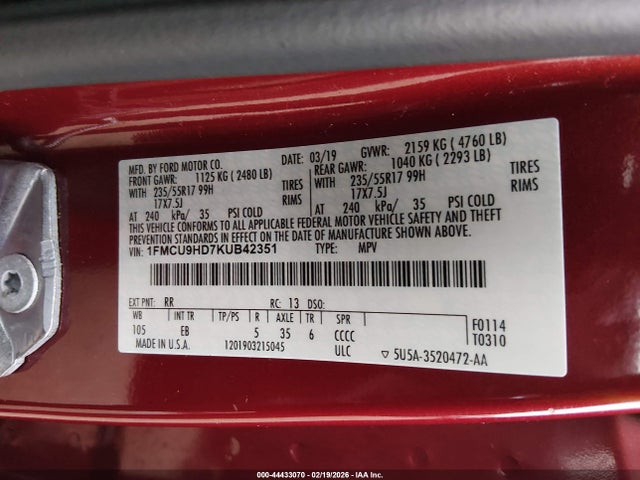 MFD. BY FORD MOTOR CO.
DATE: 03/19 GVWR: 2159 KG ( 4760 LB)
FRONT GAWR: 1125 KG ( 2480 LB) REAR GAWR: 1040 KG ( 2293 LB)
WITH 235/55R17 99H TIRES WITH 235/55R17 99H TIRES
17X7.5J RIMS 17X7.5J RIMS
AT 240 kPa/ 35 PSI COLD AT 240 kPa/ 35 PSI COLD
THIS VEHICLE CONFORMS TO ALL APPLICABLE FEDERAL MOTOR VEHICLE SAFETY AND THEFT
PREVENTION STANDARDS IN EFFECT ON THE DATE OF MANUFACTURE SHOWN ABOVE.
VIN: 1FMCU9HD7KUB42351 TYPE: MPV
EXT PNT: RR RC: 13 DSO:
WB INT TR TP/PS R AXLE TR SPR F0114
105 EB 5 35 6 CCCC T0310
MADE IN U.S.A. 1201903215045 ULC 5U5A-3520472-AA
000-44433070 - 02/19/2026 - IAA Inc.